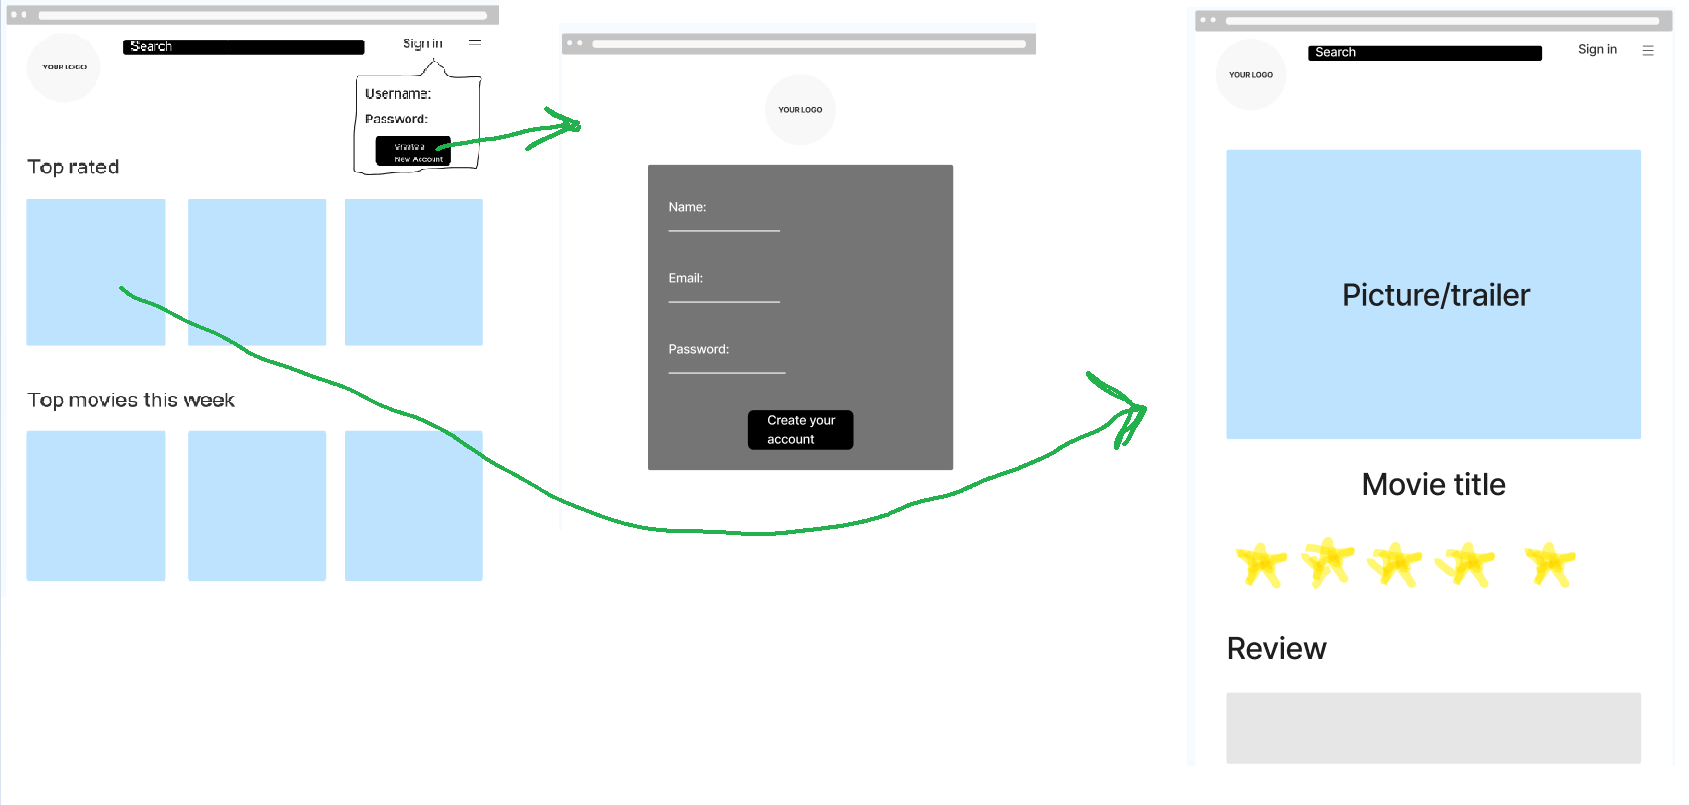 YOUR LOGO
Search
Sign in
Username:
Password:
Create a
New Account
Top rated
Top movies this week
YOUR LOGO
Name:
Email:
Password:
Create your
account
YOUR LOGO
Search
Sign in
Picture/trailer
Movie title
Review